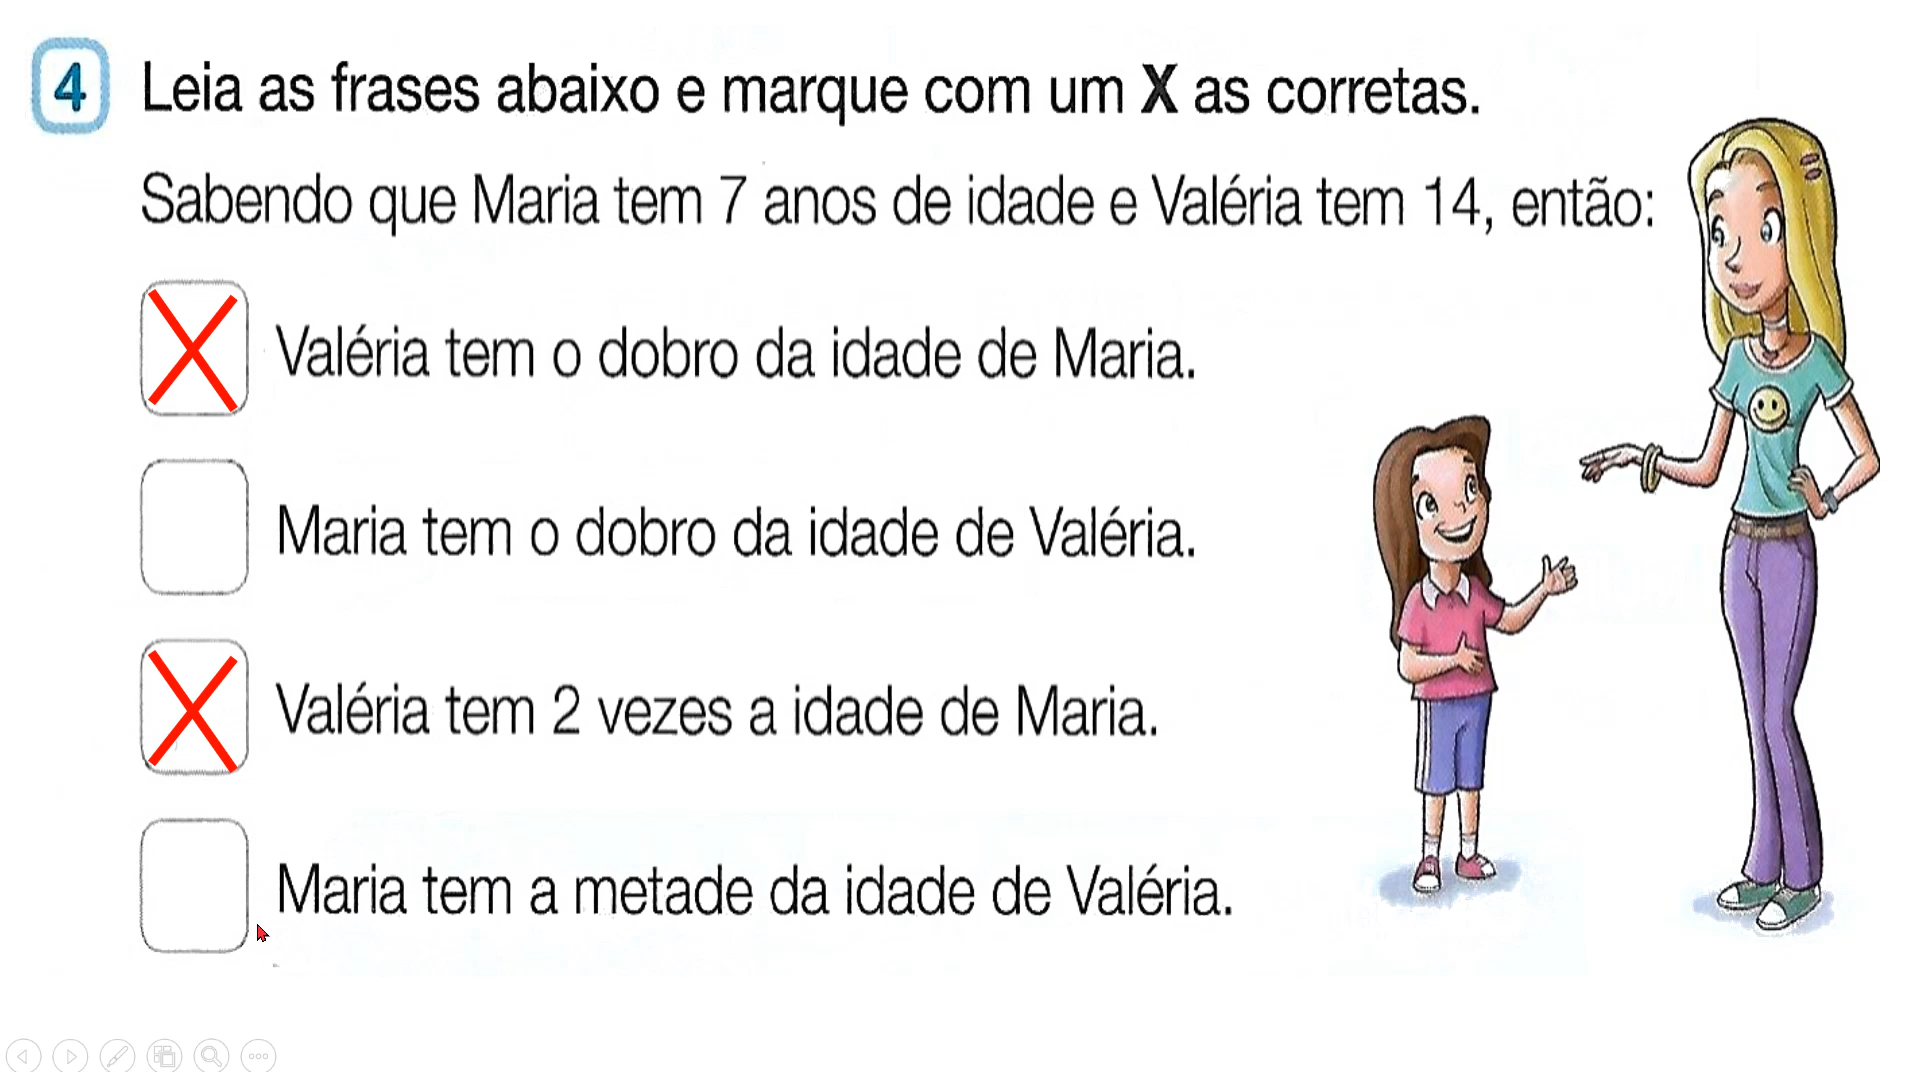 4 Leia as frases abaixo e marque com um X as corretas.
Sabendo que Maria tem 7 anos de idade e Valéria tem 14, então:
X Valéria tem o dobro da idade de Maria.
Maria tem o dobro da idade de Valéria.
X Valéria tem 2 vezes a idade de Maria.
Maria tem a metade da idade de Valéria.